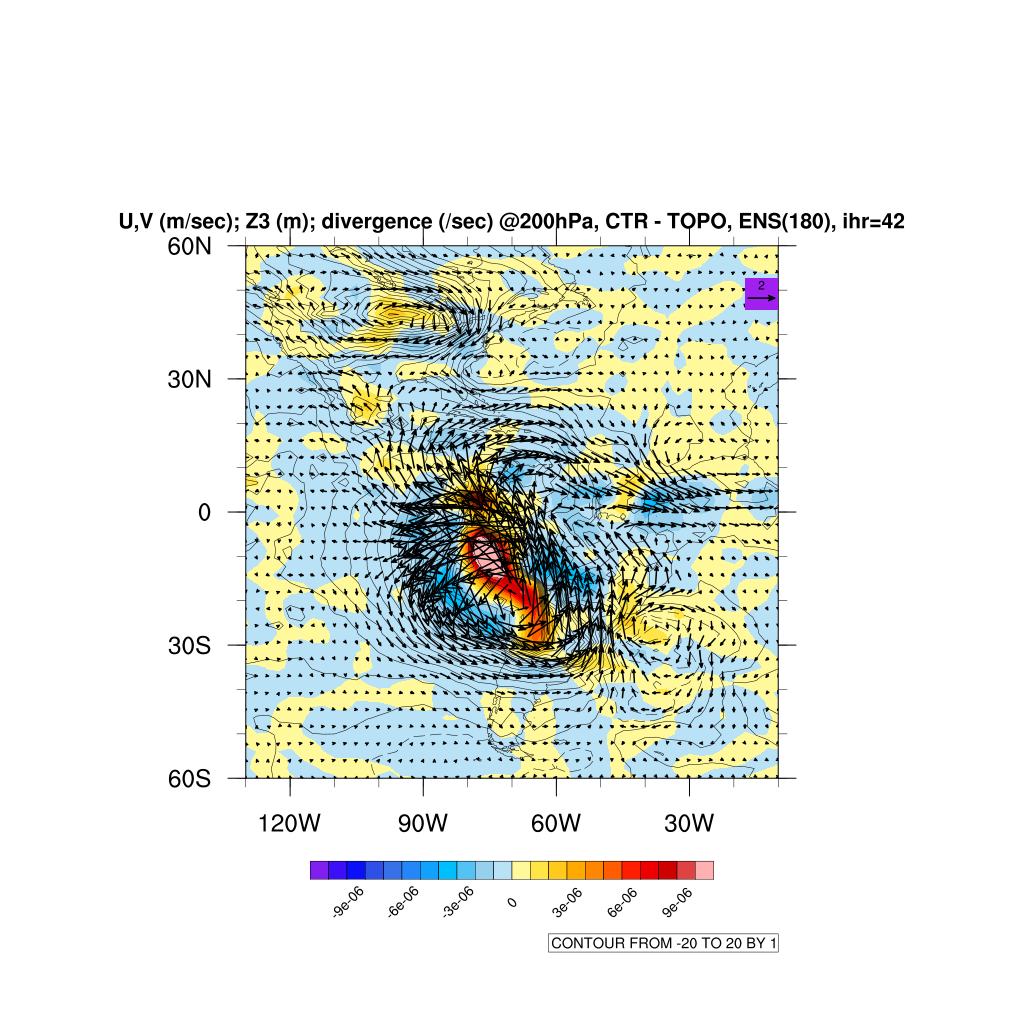 U,V (m/sec); Z3 (m); divergence (/sec) @200hPa, CTR - TOPO, ENS(180), ihr=42
60N
2
30N
0
30S
60S
120W 90W 60W 30W
-9e-06 -6e-06 -3e-06 0 3e-06 6e-06 9e-06
CONTOUR FROM -20 TO 20 BY 1